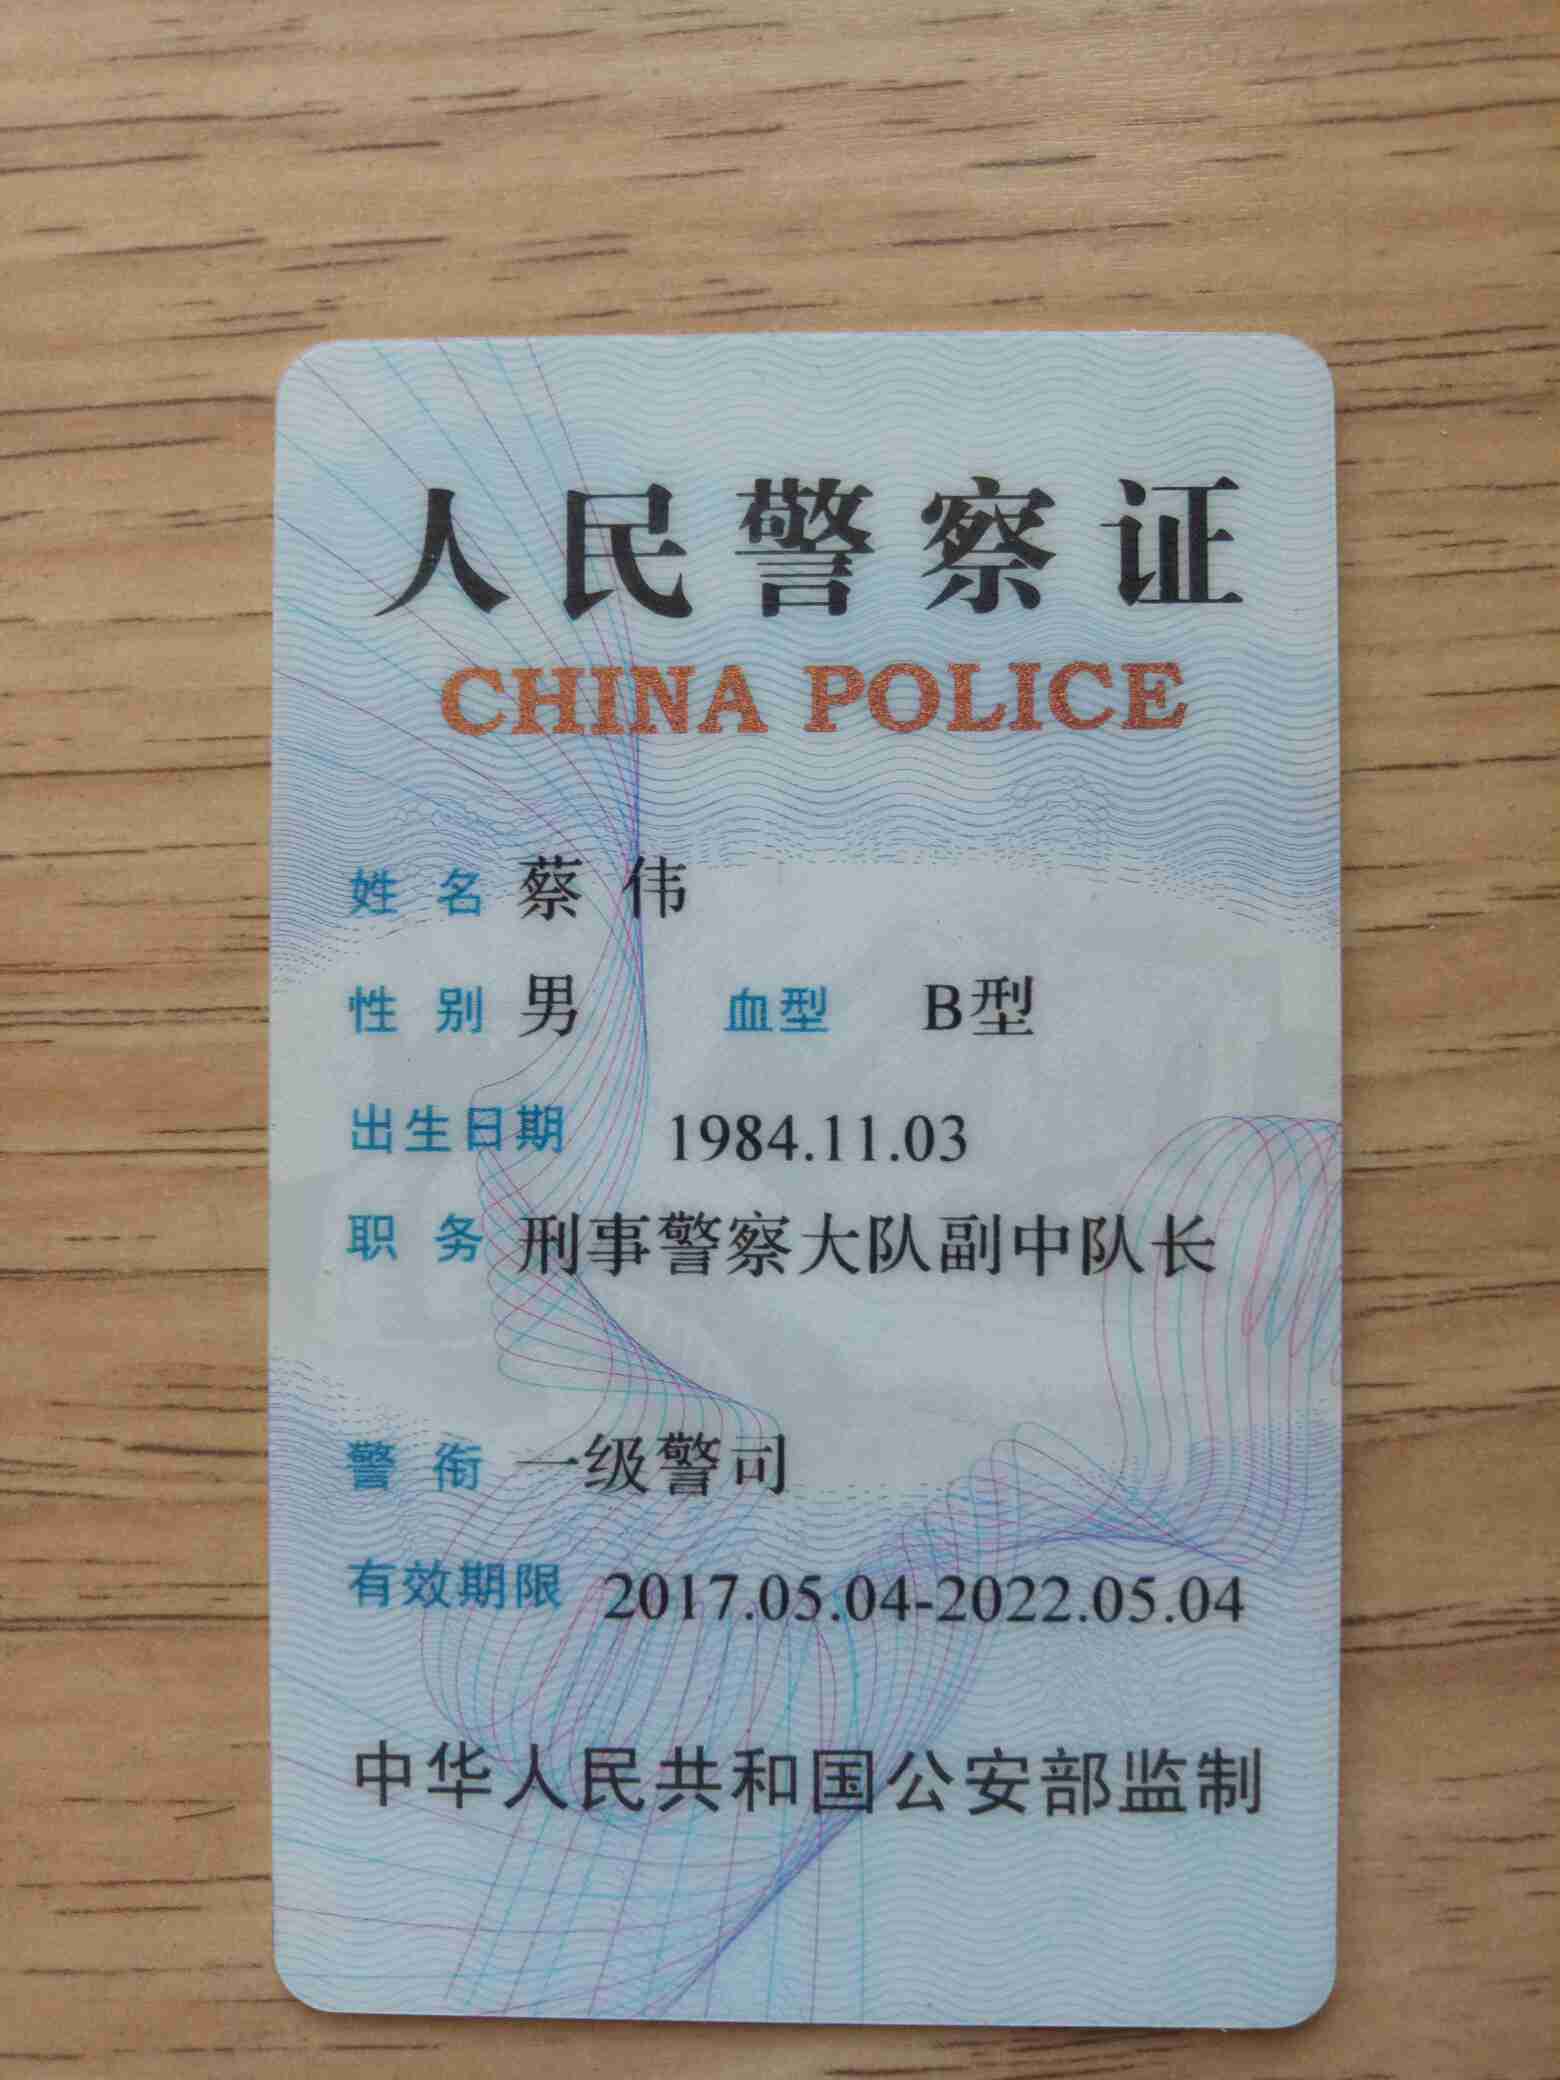 人民警察证
CHINA POLICE
姓名 蔡伟
性别 男 血型 B型
出生日期 1984.11.03
职务 刑事警察大队副中队长
警衔 一级警司
有效期限 2017.05.04-2022.05.04
中华人民共和国公安部监制